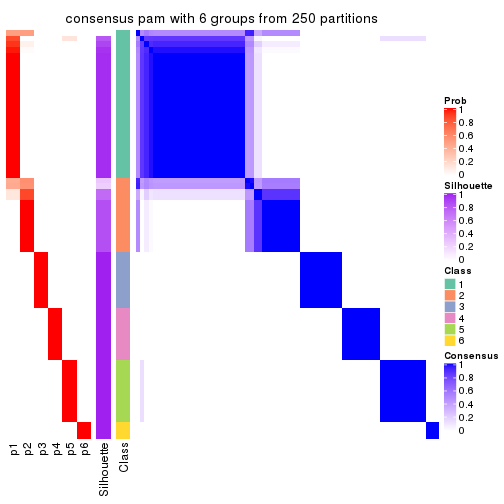 consensus pam with 6 groups from 250 partitions
Prob
1
0.8
0.6
0.4
0.2
0
Silhouette
1
0.8
0.6
0.4
0.2
0
Class
1
2
3
4
5
6
Consensus
1
0.8
0.6
0.4
0.2
0
p1
p2
p3
p4
p5
p6
Silhouette
Class